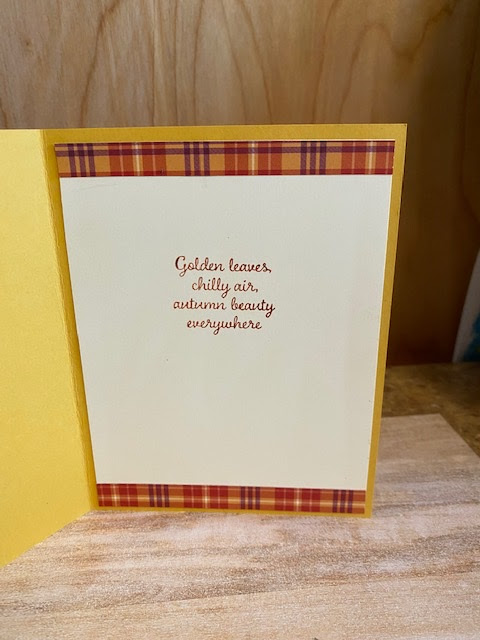 Golden leaves,
chilly air,
autumn beauty
everywhere